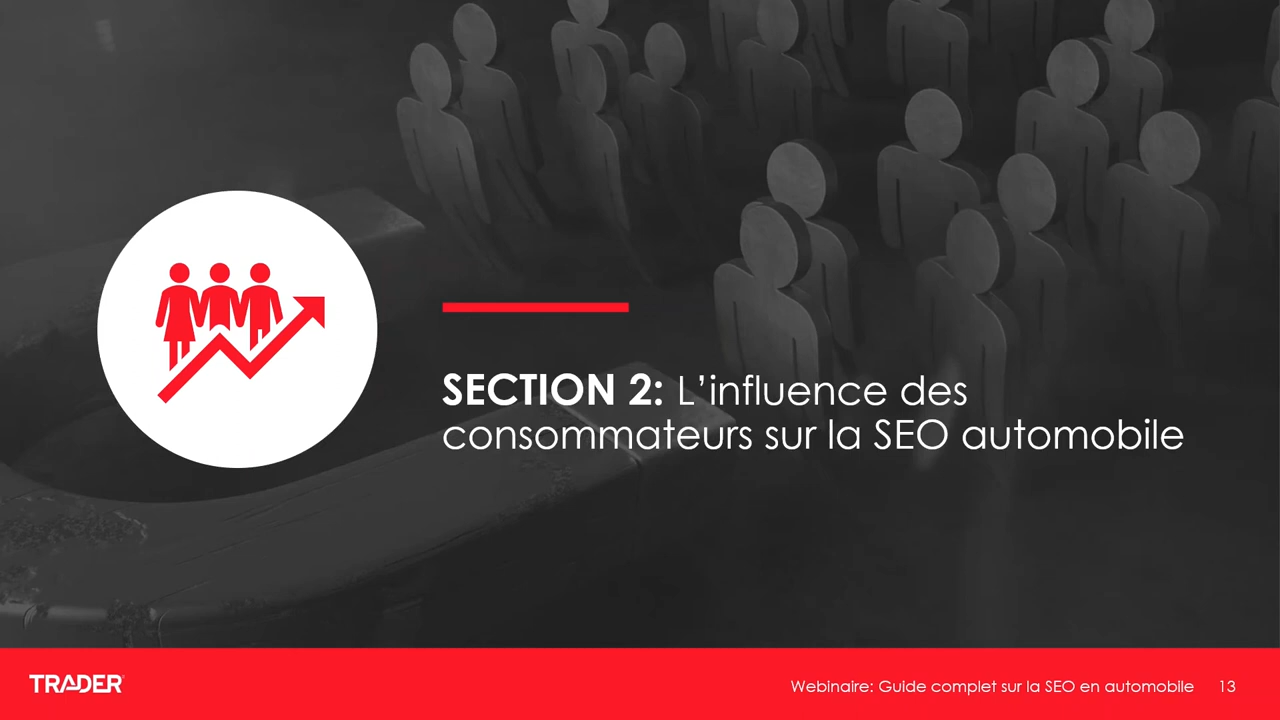 SECTION 2: L’influence des
consommateurs sur la SEO automobile
TRADER
Webinaire: Guide complet sur la SEO en automobile 13